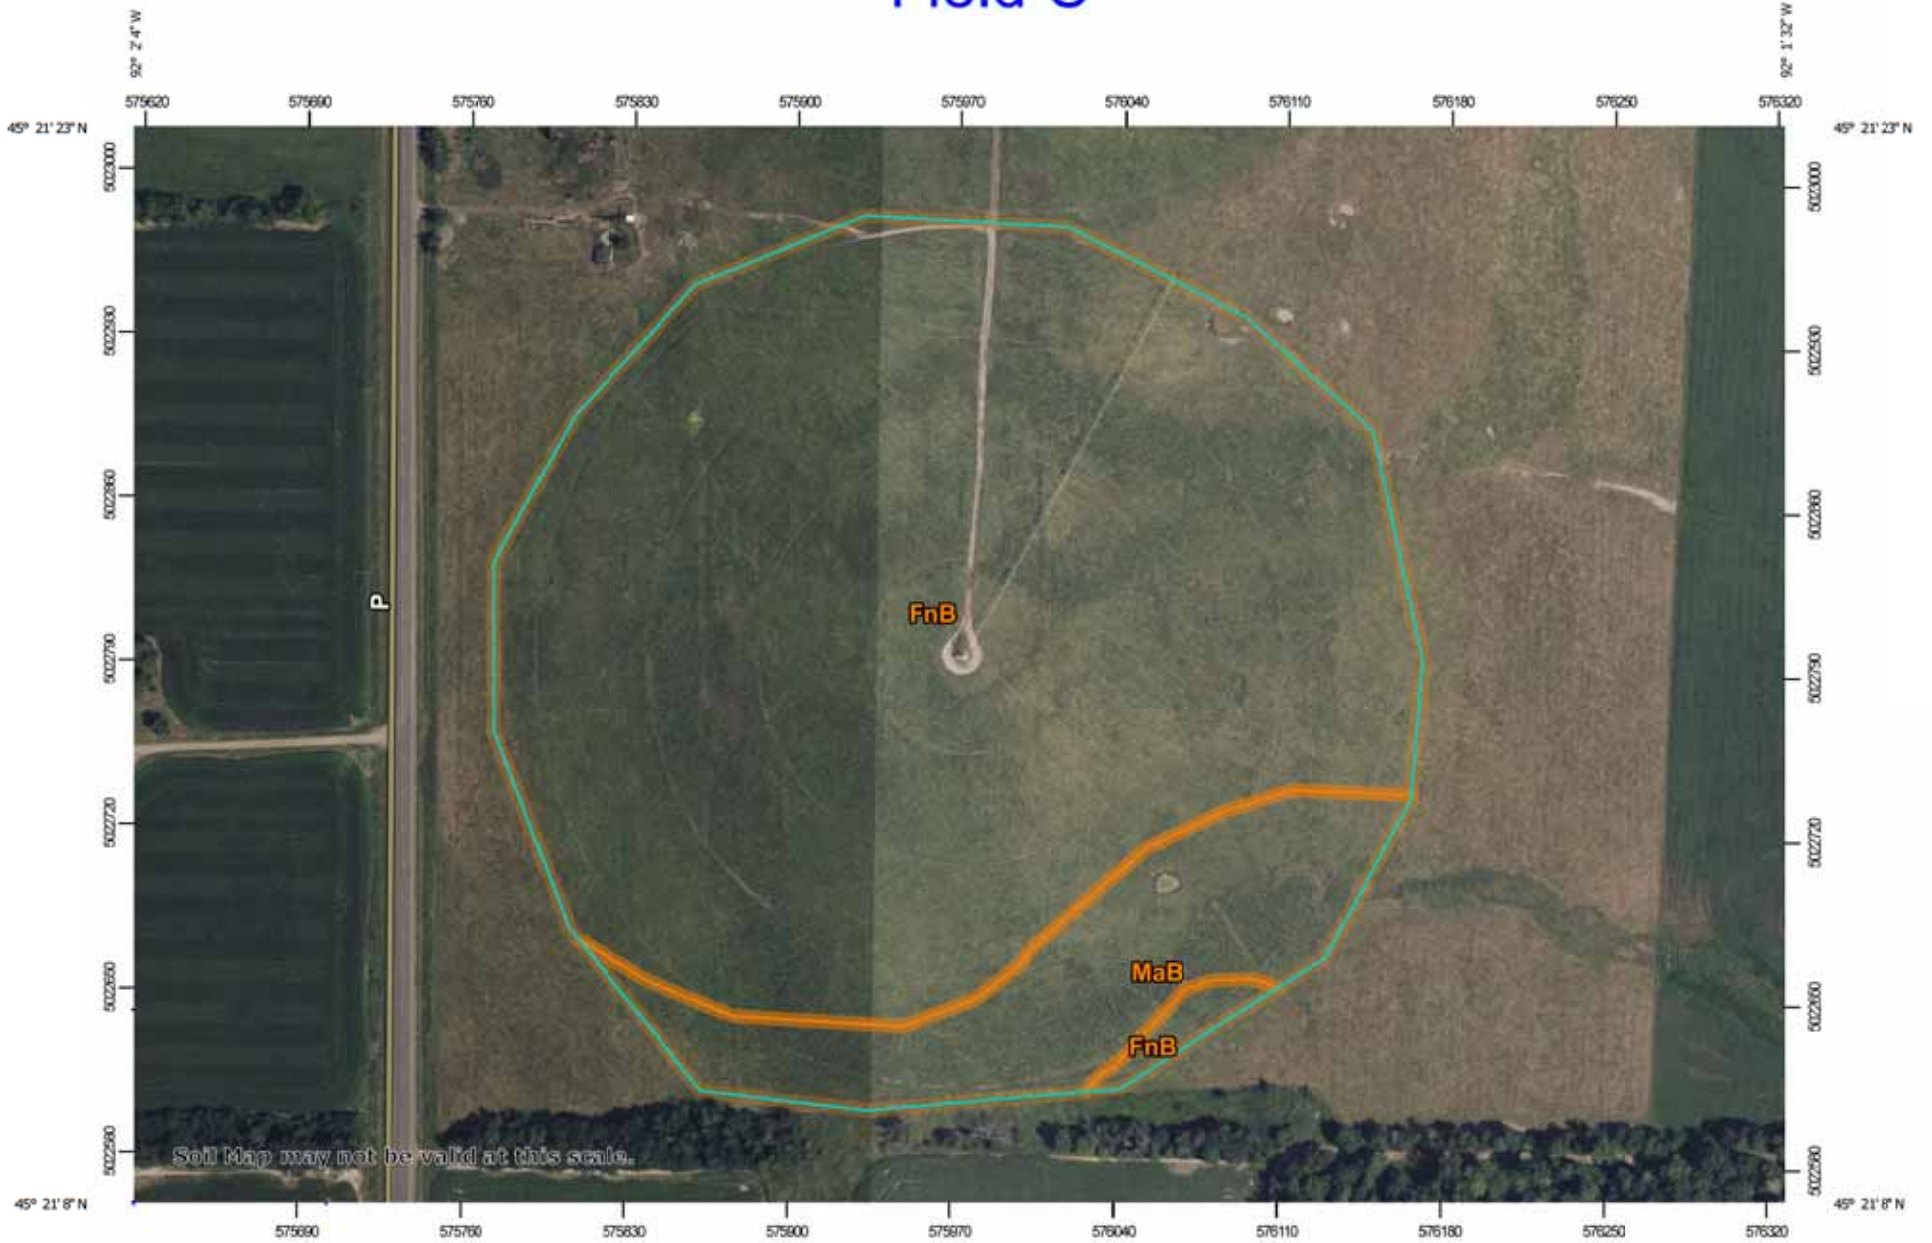 92° 2' 4" W
92° 1' 32" W
575620 575690 575760 575830 575900 575970 576040 576110 576180 576250 576320
45° 21' 23" N
45° 21' 23" N
5023000
5023000
5022930
5022930
5022860
5022860
P
FnB
5022790
5022790
5022720
5022720
MaB
5022650
5022650
FnB
5022580
Soil Map may not be valid at this scale.
5022580
45° 21' 8" N
45° 21' 8" N
575690 575760 575830 575900 575970 576040 576110 576180 576250 576320